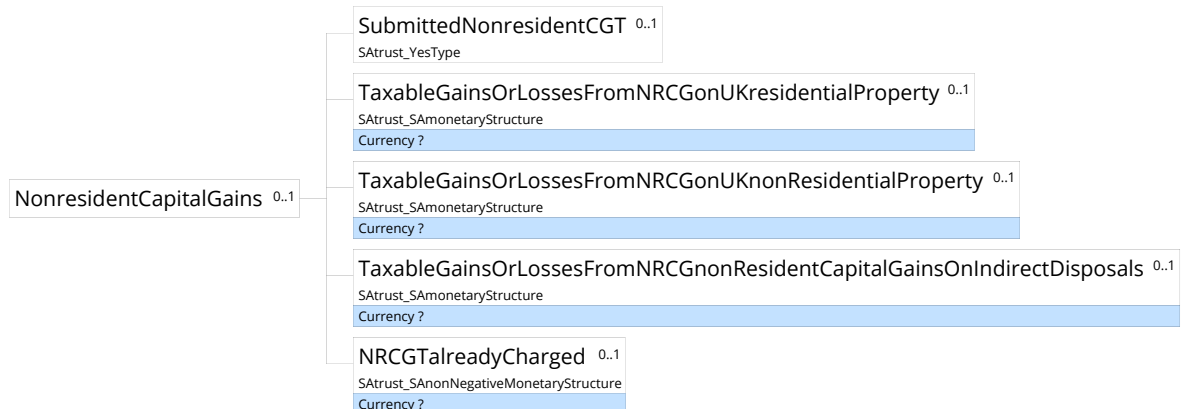 SubmittedNonresidentCGT 0..1
SAtrust_YesType
TaxableGainsOrLossesFromNRCGonUKresidentialProperty 0..1
SAtrust_SAmonetaryStructure
Currency ?
NonresidentCapitalGains 0..1
TaxableGainsOrLossesFromNRCGonUKnonResidentialProperty 0..1
SAtrust_SAmonetaryStructure
Currency ?
TaxableGainsOrLossesFromNRCGnonResidentCapitalGainsOnIndirectDisposals 0..1
SAtrust_SAmonetaryStructure
Currency ?
NRCGTalreadyCharged 0..1
SAtrust_SAnonNegativeMonetaryStructure
Currency ?